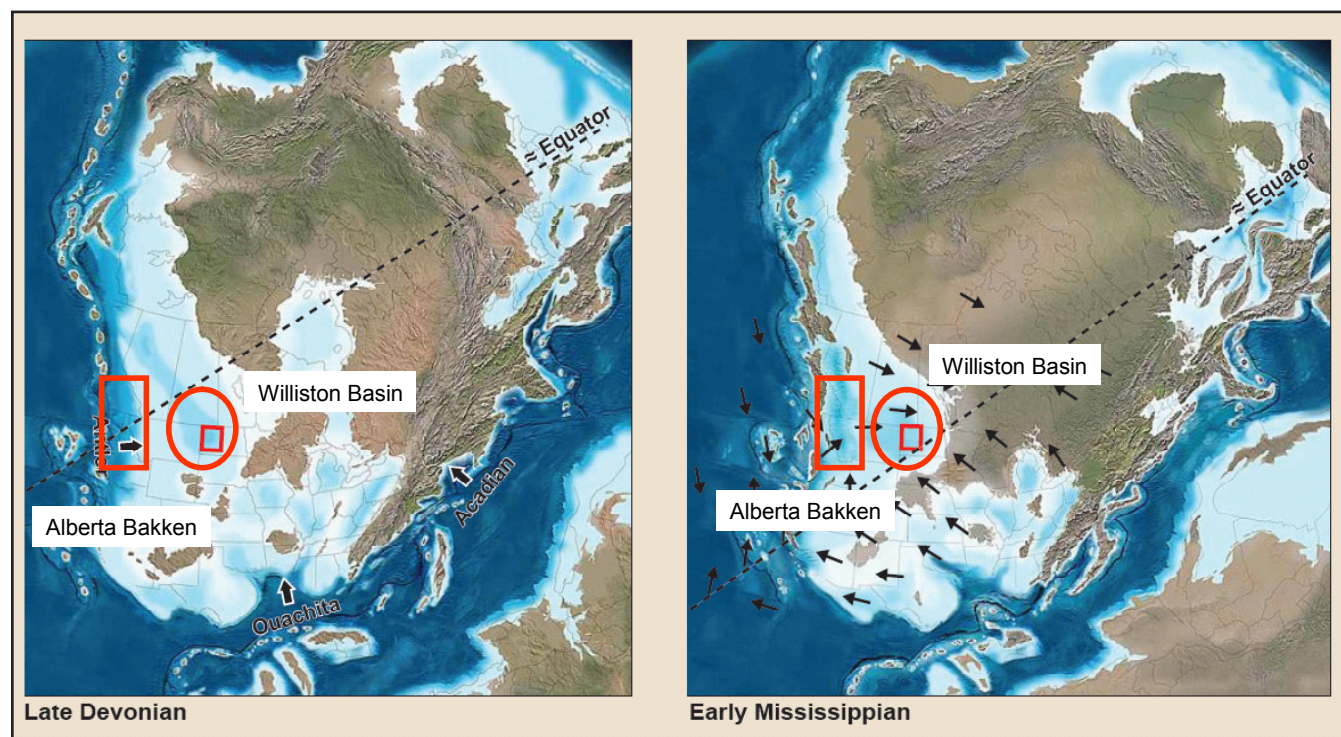 ≈ Equator
Williston Basin
Alberta Bakken
Acadian
Ouachita
Late Devonian
≈ Equator
Williston Basin
Alberta Bakken
Early Mississippian